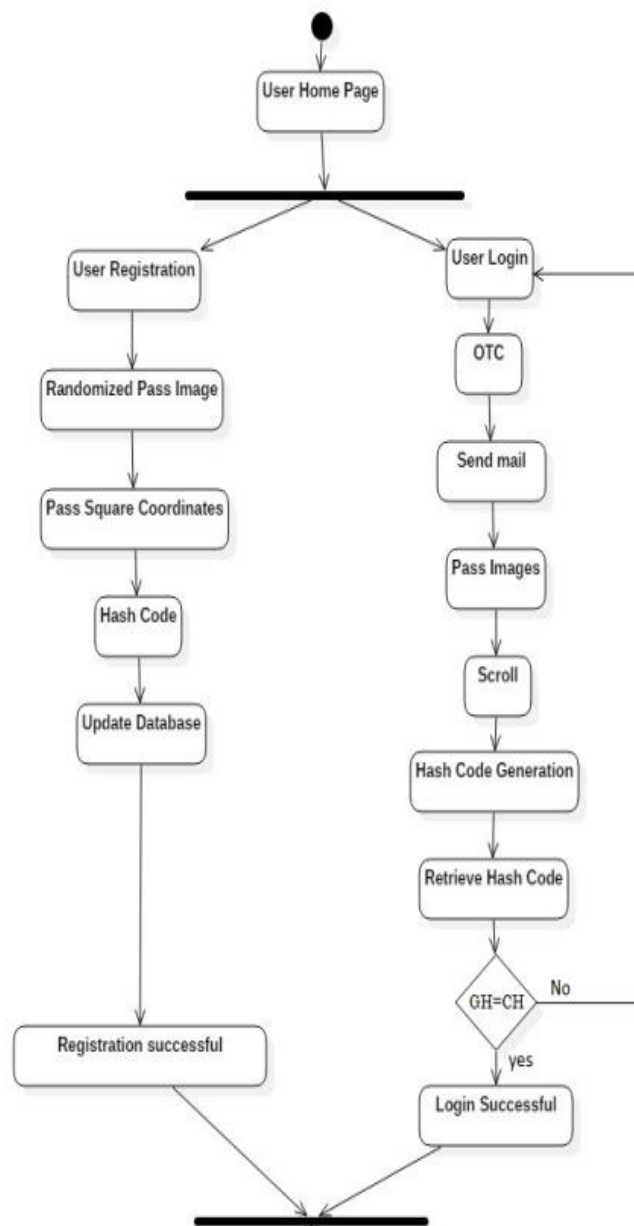 User Home Page
User Registration
Randomized Pass Image
Pass Square Coordinates
Hash Code
Update Database
Registration successful
User Login
OTC
Send mail
Pass Images
Scroll
Hash Code Generation
Retrieve Hash Code
GH=CH
No
yes
Login Successful